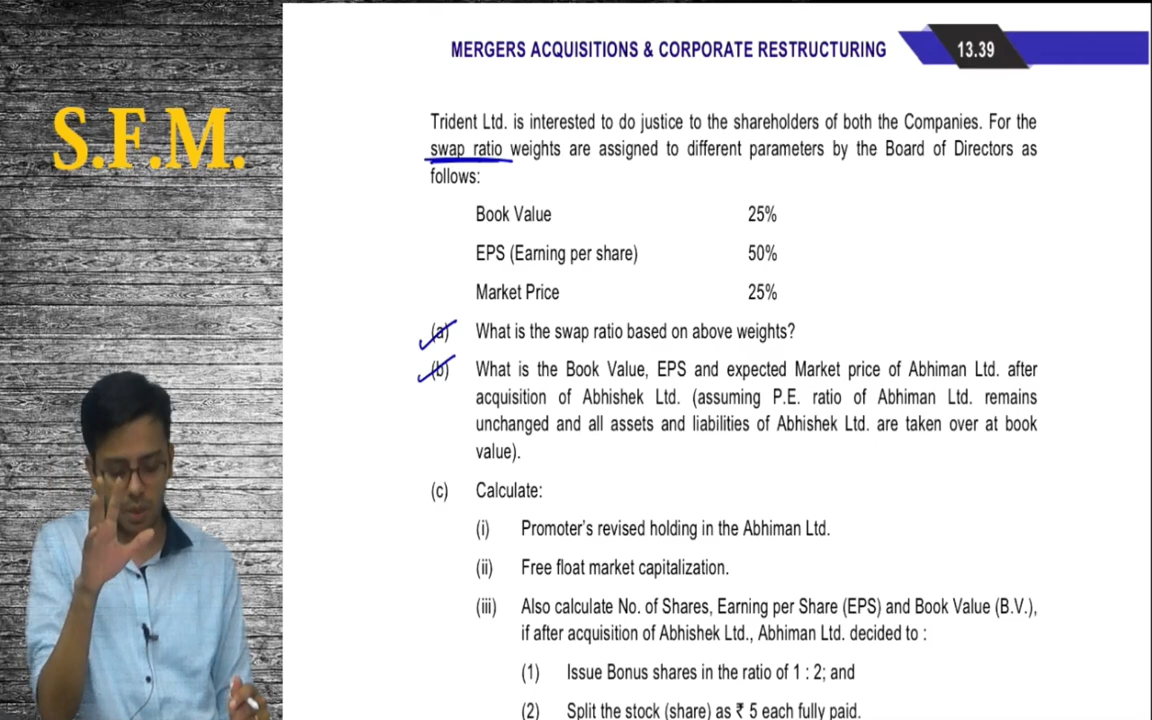 S.F.M.
MERGERS ACQUISITIONS & CORPORATE RESTRUCTURING
13.39
Trident Ltd. is interested to do justice to the shareholders of both the Companies. For the
swap ratio weights are assigned to different parameters by the Board of Directors as
follows:
Book Value 25%
EPS (Earning per share) 50%
Market Price 25%
(a) What is the swap ratio based on above weights?
(b) What is the Book Value, EPS and expected Market price of Abhiman Ltd. after
acquisition of Abhishek Ltd. (assuming P.E. ratio of Abhiman Ltd. remains
unchanged and all assets and liabilities of Abhishek Ltd. are taken over at book
value).
(c) Calculate:
(i) Promoter's revised holding in the Abhiman Ltd.
(ii) Free float market capitalization.
(iii) Also calculate No. of Shares, Earning per Share (EPS) and Book Value (B.V.),
if after acquisition of Abhishek Ltd., Abhiman Ltd. decided to :
(1) Issue Bonus shares in the ratio of 1 : 2; and
(2) Split the stock (share) as ₹ 5 each fully paid.